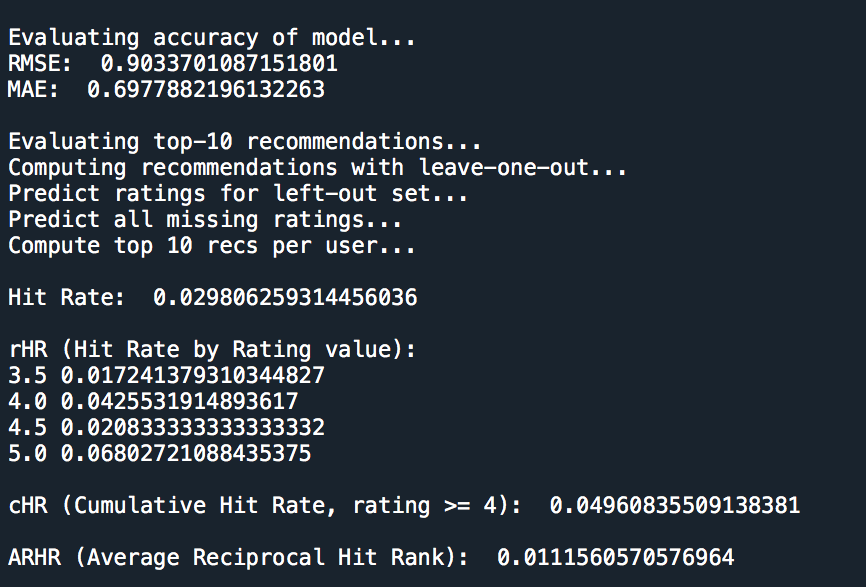 Evaluating accuracy of model...
RMSE:  0.9033701087151801
MAE:  0.6977882196132263
Evaluating top-10 recommendations...
Computing recommendations with leave-one-out...
Predict ratings for left-out set...
Predict all missing ratings...
Compute top 10 recs per user...
Hit Rate:  0.029806259314456036
rHR (Hit Rate by Rating value):
3.5 0.017241379310344827
4.0 0.0425531914893617
4.5 0.020833333333333332
5.0 0.06802721088435375
cHR (Cumulative Hit Rate, rating >= 4):  0.04960835509138381
ARHR (Average Reciprocal Hit Rank):  0.0111560570576964